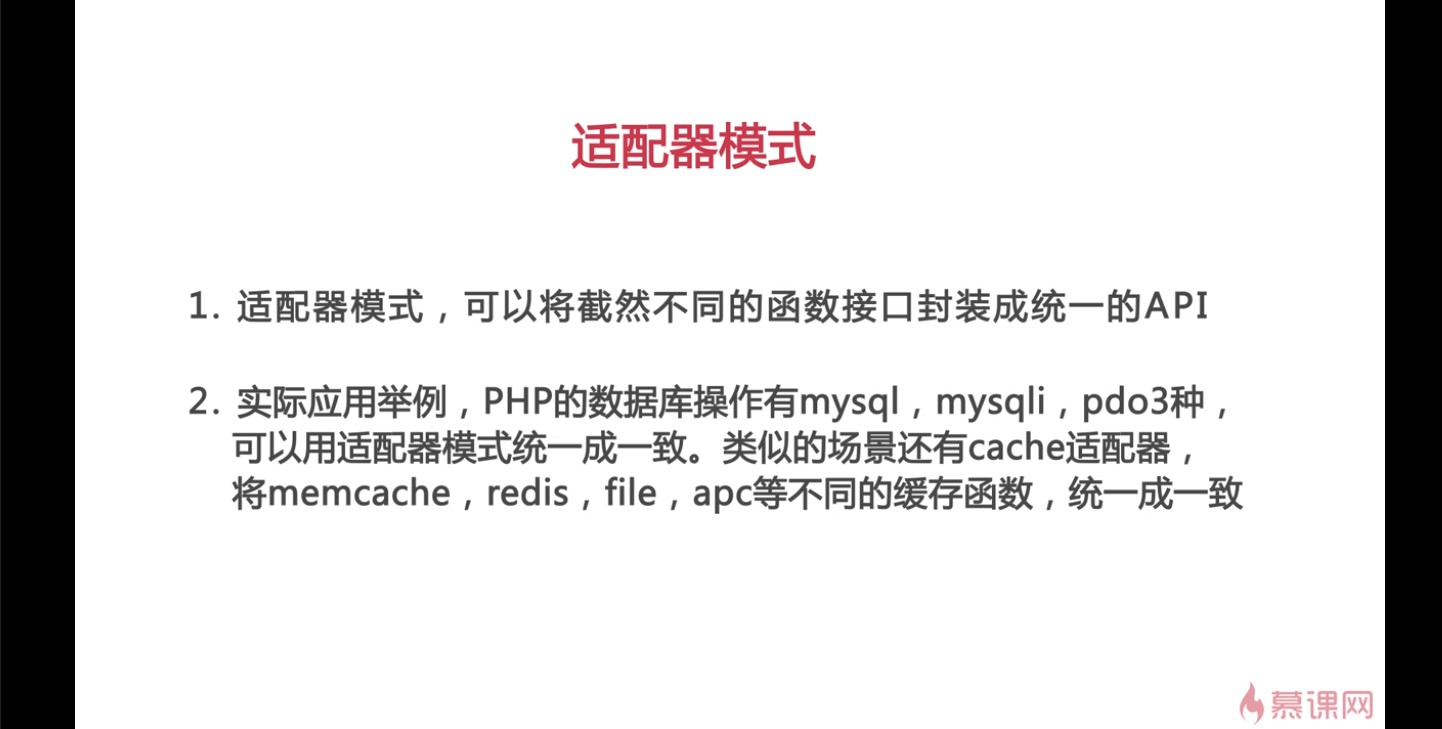 适配器模式
1. 适配器模式，可以将截然不同的函数接口封装成统一的API
2. 实际应用举例，PHP的数据库操作有mysql，mysqli，pdo3种，
可以用适配器模式统一成一致。类似的场景还有cache适配器，
将memcache，redis，file，apc等不同的缓存函数，统一成一致
慕课网